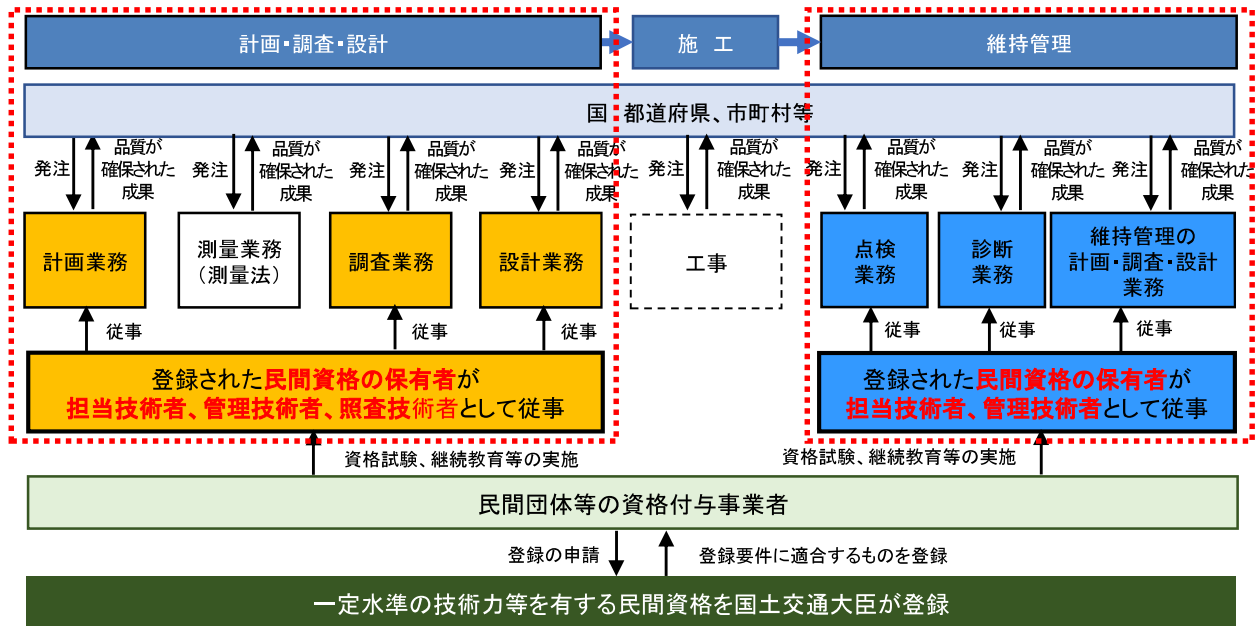 計画・調査・設計
施 工
維持管理
国 都道府県、市町村等
発注
品質が
確保された
成果
発注
品質が
確保された
成果
発注
品質が
確保された
成果
発注
品質が
確保された
成果
発注
品質が
確保された
成果
発注
品質が
確保された
成果
発注
品質が
確保された
成果
発注
品質が
確保された
成果
計画業務
測量業務
(測量法)
調査業務
設計業務
工事
点検
業務
診断
業務
維持管理の
計画・調査・設計
業務
従事
従事
従事
従事
従事
従事
登録された民間資格の保有者が
担当技術者、管理技術者、照査技術者として従事
登録された民間資格の保有者が
担当技術者、管理技術者として従事
資格試験、継続教育等の実施
資格試験、継続教育等の実施
民間団体等の資格付与事業者
登録の申請
登録要件に適合するものを登録
一定水準の技術力等を有する民間資格を国土交通大臣が登録